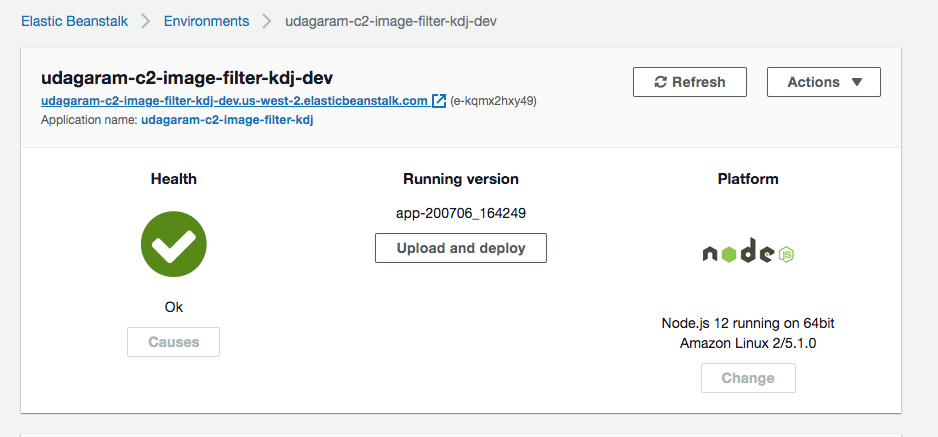 Elastic Beanstalk > Environments > udagaram-c2-image-filter-kdj-dev
udagaram-c2-image-filter-kdj-dev
Refresh
Actions
udagaram-c2-image-filter-kdj-dev.us-west-2.elasticbeanstalk.com (e-kqmx2hxy49)
Application name: udagaram-c2-image-filter-kdj
Health
Running version
Platform
app-200706_164249
Upload and deploy
node JS
Ok
Node.js 12 running on 64bit
Amazon Linux 2/5.1.0
Causes
Change